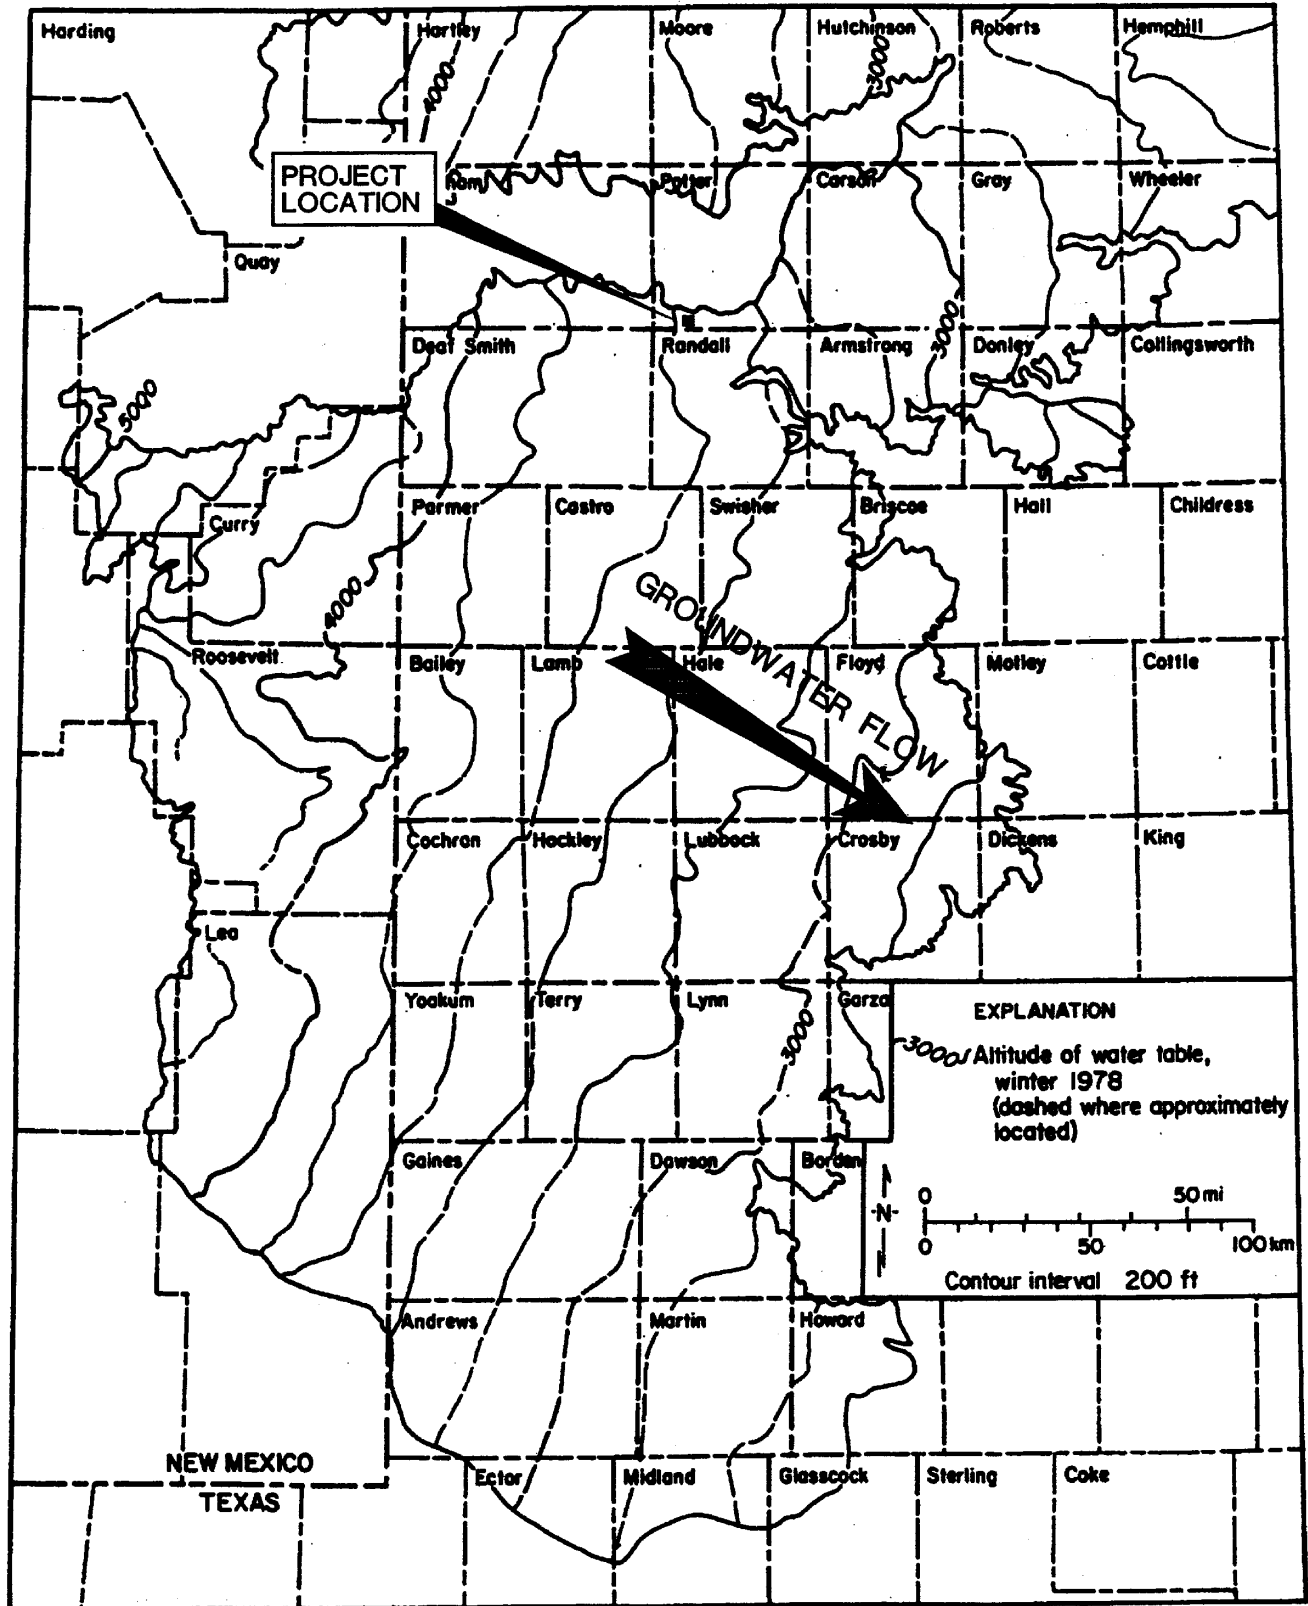 Harding
Hartley
Moore
Hutchinson
Roberts
Hemphill
4000
3000
PROJECT
LOCATION
Potter
Carson
Gray
Wheeler
Quay
Deaf Smith
Randall
Armstrong
3000
Donley
Collingsworth
5000
Curry
Parmer
Castro
Swisher
Briscoe
Hall
Childress
4000
GROUNDWATER FLOW
Roosevelt
Bailey
Lamb
Hale
Floyd
Motley
Cottle
Cochran
Hockley
Lubbock
Crosby
Dickens
King
Lea
Yoakum
Terry
Lynn
Garza
3000
EXPLANATION
3000 Altitude of water table,
winter 1978
(dashed where approximately
located)
Gaines
Dawson
Borden
-N-
0 50 mi
0 50 100 km
Contour interval 200 ft
Andrews
Martin
Howard
NEW MEXICO
TEXAS
Ector
Midland
Glasscock
Sterling
Coke